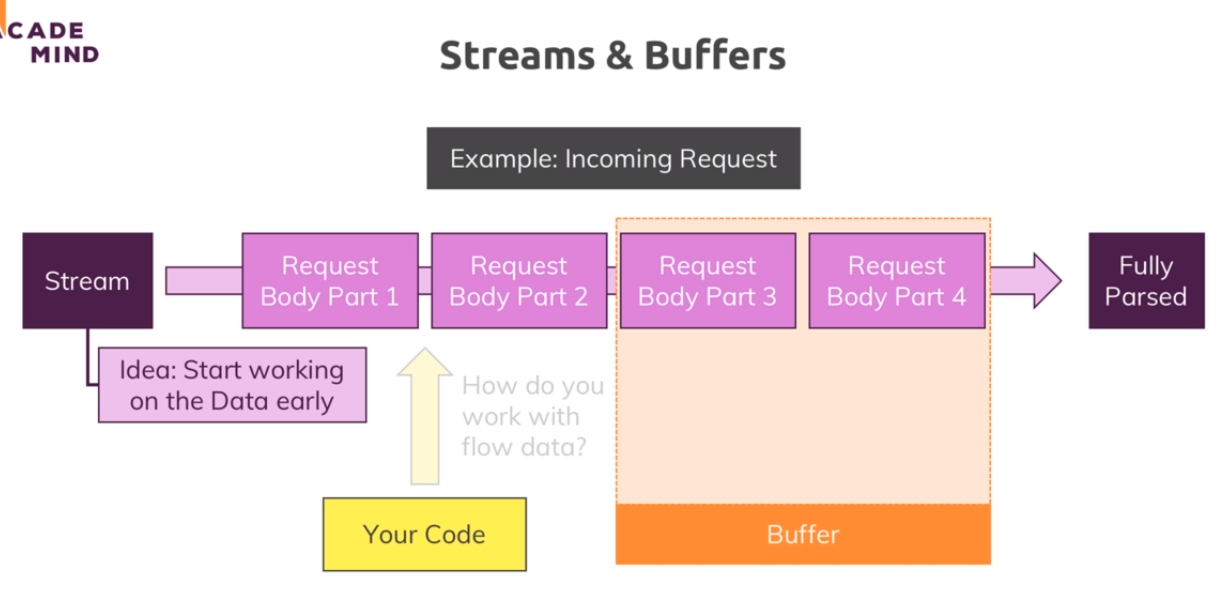 CADE
MIND
Streams & Buffers
Example: Incoming Request
Stream
Request
Body Part 1
Request
Body Part 2
Request
Body Part 3
Request
Body Part 4
Fully
Parsed
Idea: Start working
on the Data early
How do you
work with
flow data?
Your Code
Buffer